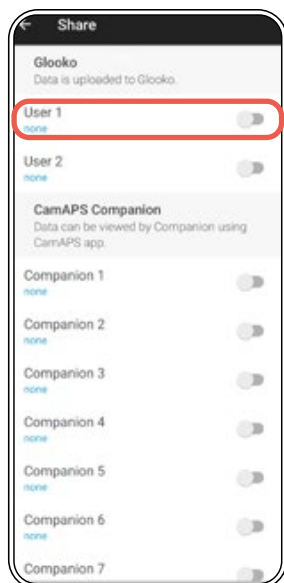 Share
Glooko
Data is uploaded to Glooko.
User 1
none
User 2
none
CamAPS Companion
Data can be viewed by Companion using
CamAPS app.
Companion 1
none
Companion 2
none
Companion 3
none
Companion 4
none
Companion 5
none
Companion 6
none
Companion 7